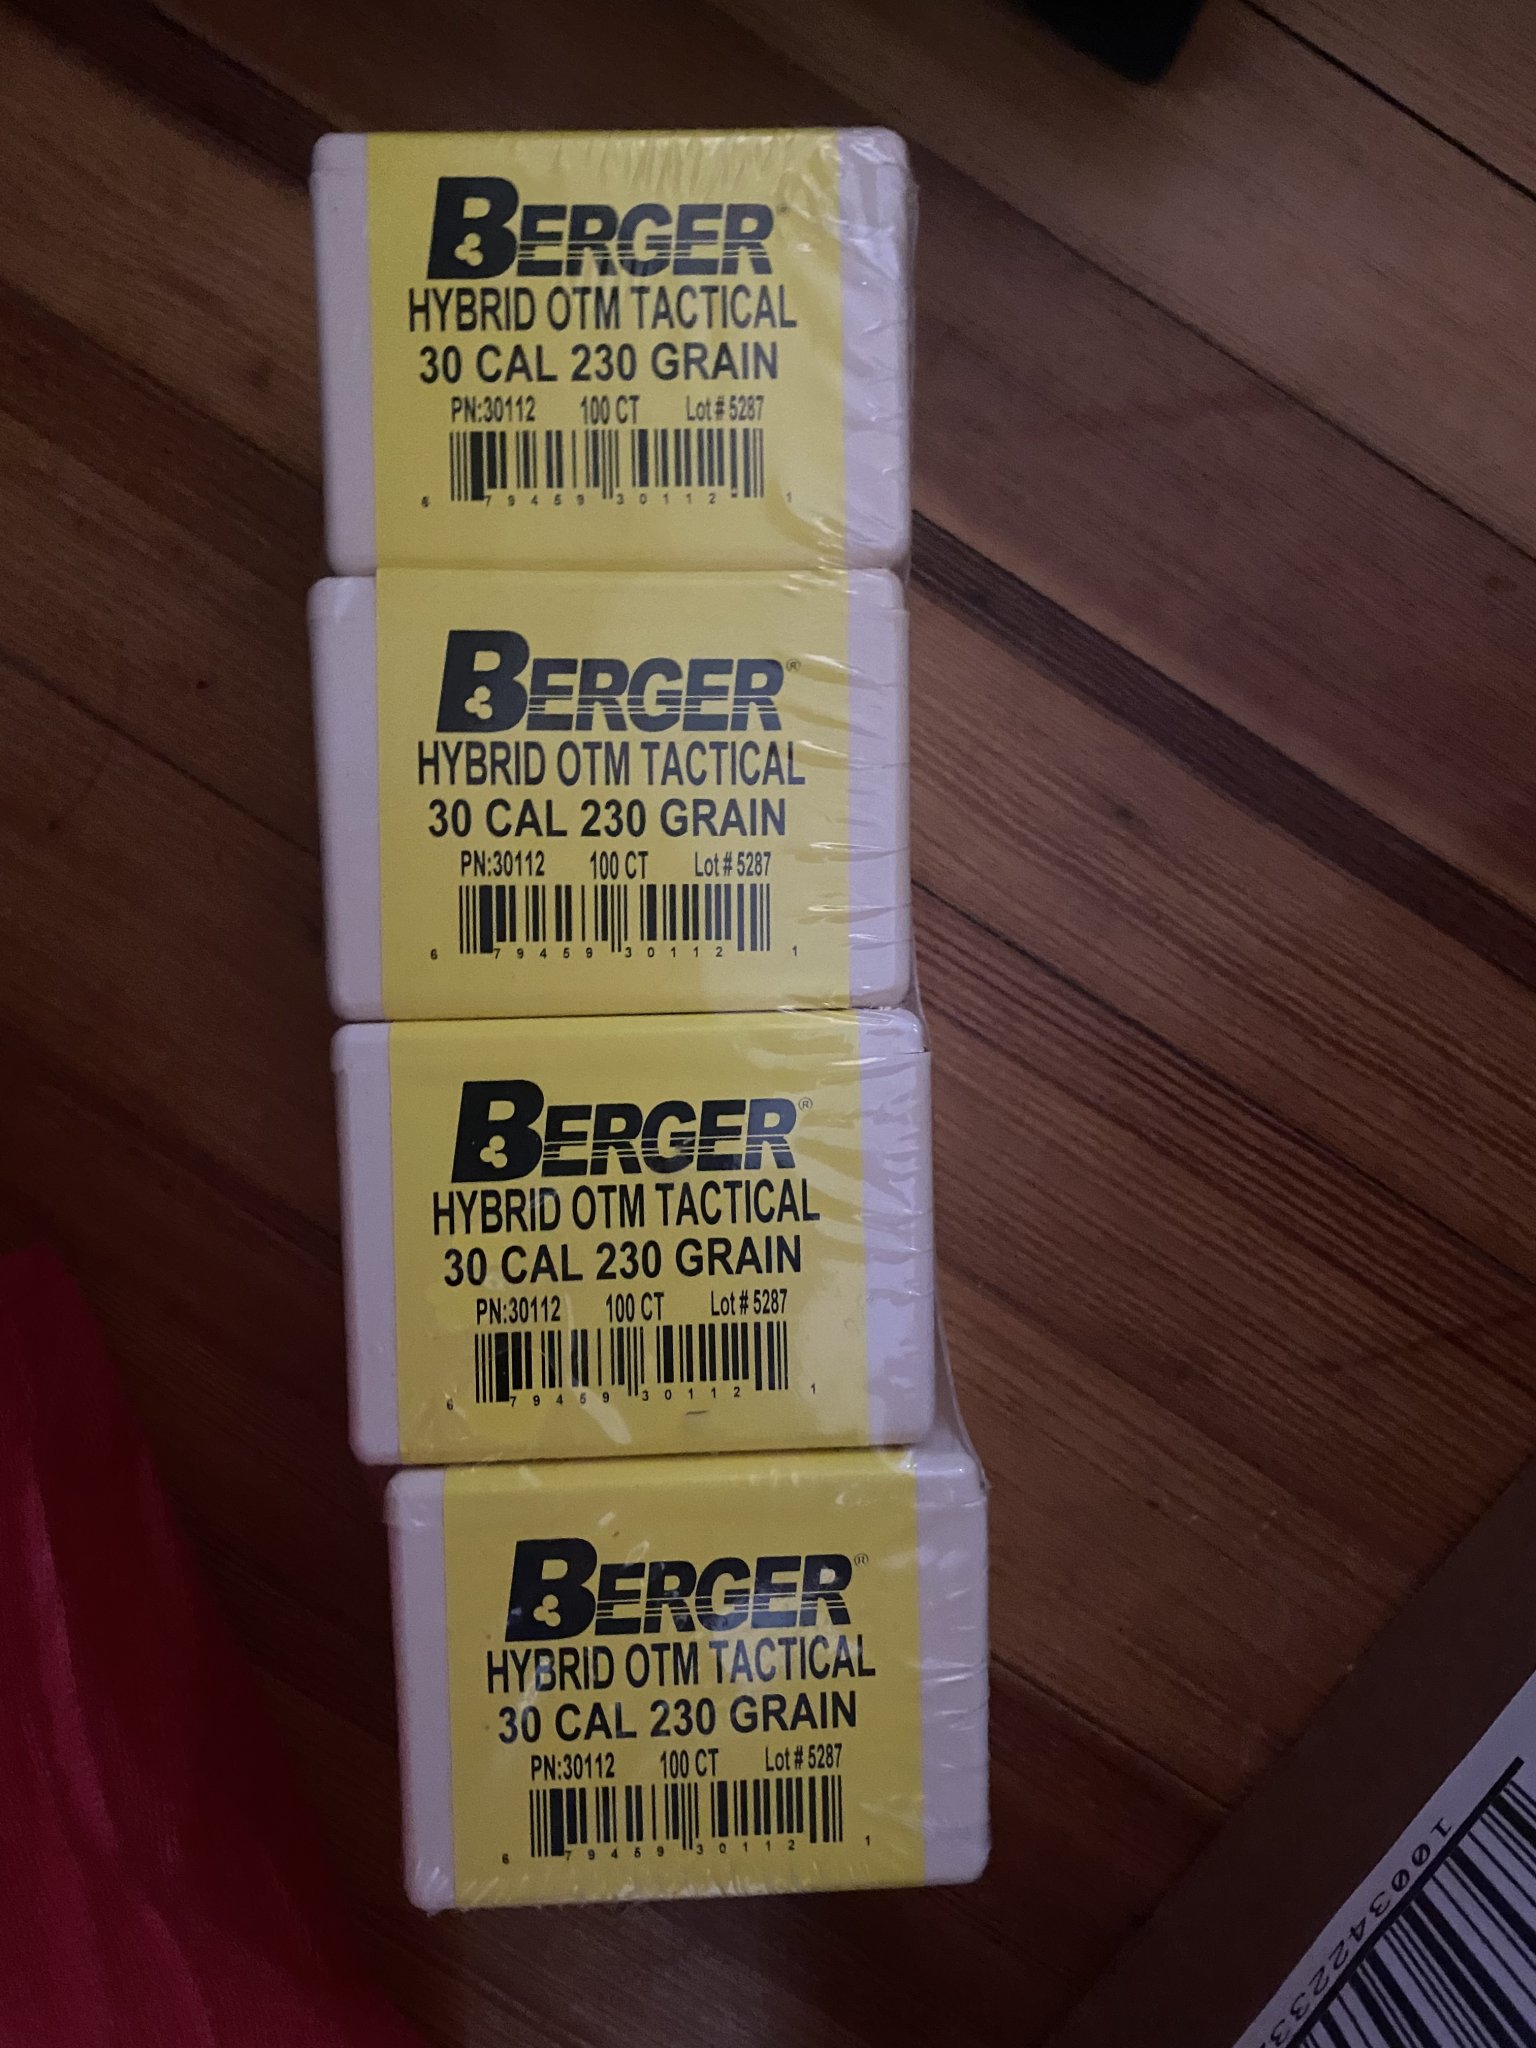 BERGER
HYBRID OTM TACTICAL
30 CAL 230 GRAIN
PN:30112 100 CT Lot # 5287
6 79459 30112 1
BERGER®
HYBRID OTM TACTICAL
30 CAL 230 GRAIN
PN:30112 100 CT Lot # 5287
6 79459 30112 1
BERGER®
HYBRID OTM TACTICAL
30 CAL 230 GRAIN
PN:30112 100 CT Lot # 5287
6 79459 30112 1
BERGER®
HYBRID OTM TACTICAL
30 CAL 230 GRAIN
PN:30112 100 CT Lot # 5287
6 79459 30112 1